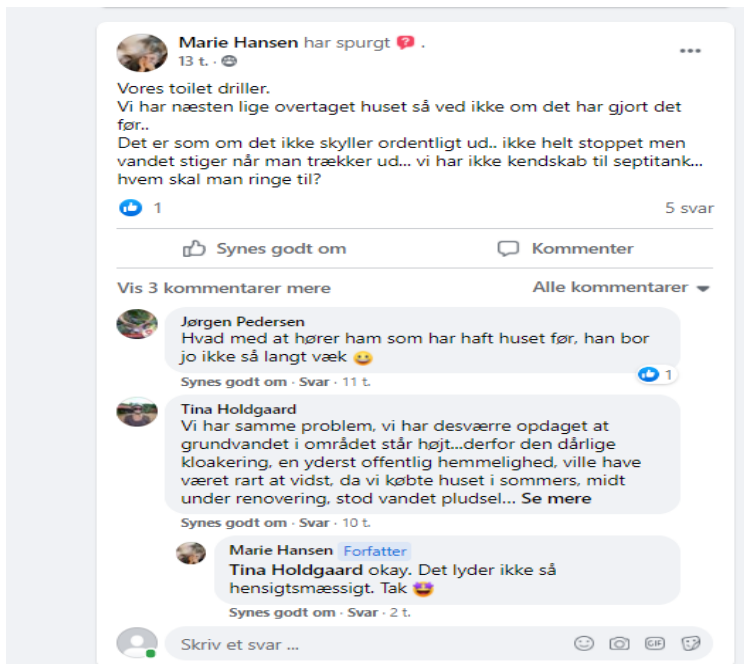 Marie Hansen har spurgt ? .
13 t. ·
Vores toilet driller.
Vi har næsten lige overtaget huset så ved ikke om det har gjort det
før..
Det er som om det ikke skyller ordentligt ud.. ikke helt stoppet men
vandet stiger når man trækker ud... vi har ikke kendskab til septitank...
hvem skal man ringe til?
1
5 svar
Synes godt om
Kommenter
Vis 3 kommentarer mere
Alle kommentarer
Jørgen Pedersen
Hvad med at hører ham som har haft huset før, han bor
jo ikke så langt væk 😀
1
Synes godt om · Svar · 11 t.
Tina Holdgaard
Vi har samme problem, vi har desværre opdaget at
grundvandet i området står højt...derfor den dårlige
kloakering, en yderst offentlig hemmelighed, ville have
været rart at vidst, da vi købte huset i sommers, midt
under renovering, stod vandet pludsel... Se mere
Synes godt om · Svar · 10 t.
Marie Hansen Forfatter
Tina Holdgaard okay. Det lyder ikke så
hensigtsmæssigt. Tak 🤩
Synes godt om · Svar · 2 t.
Skriv et svar ...
GIF